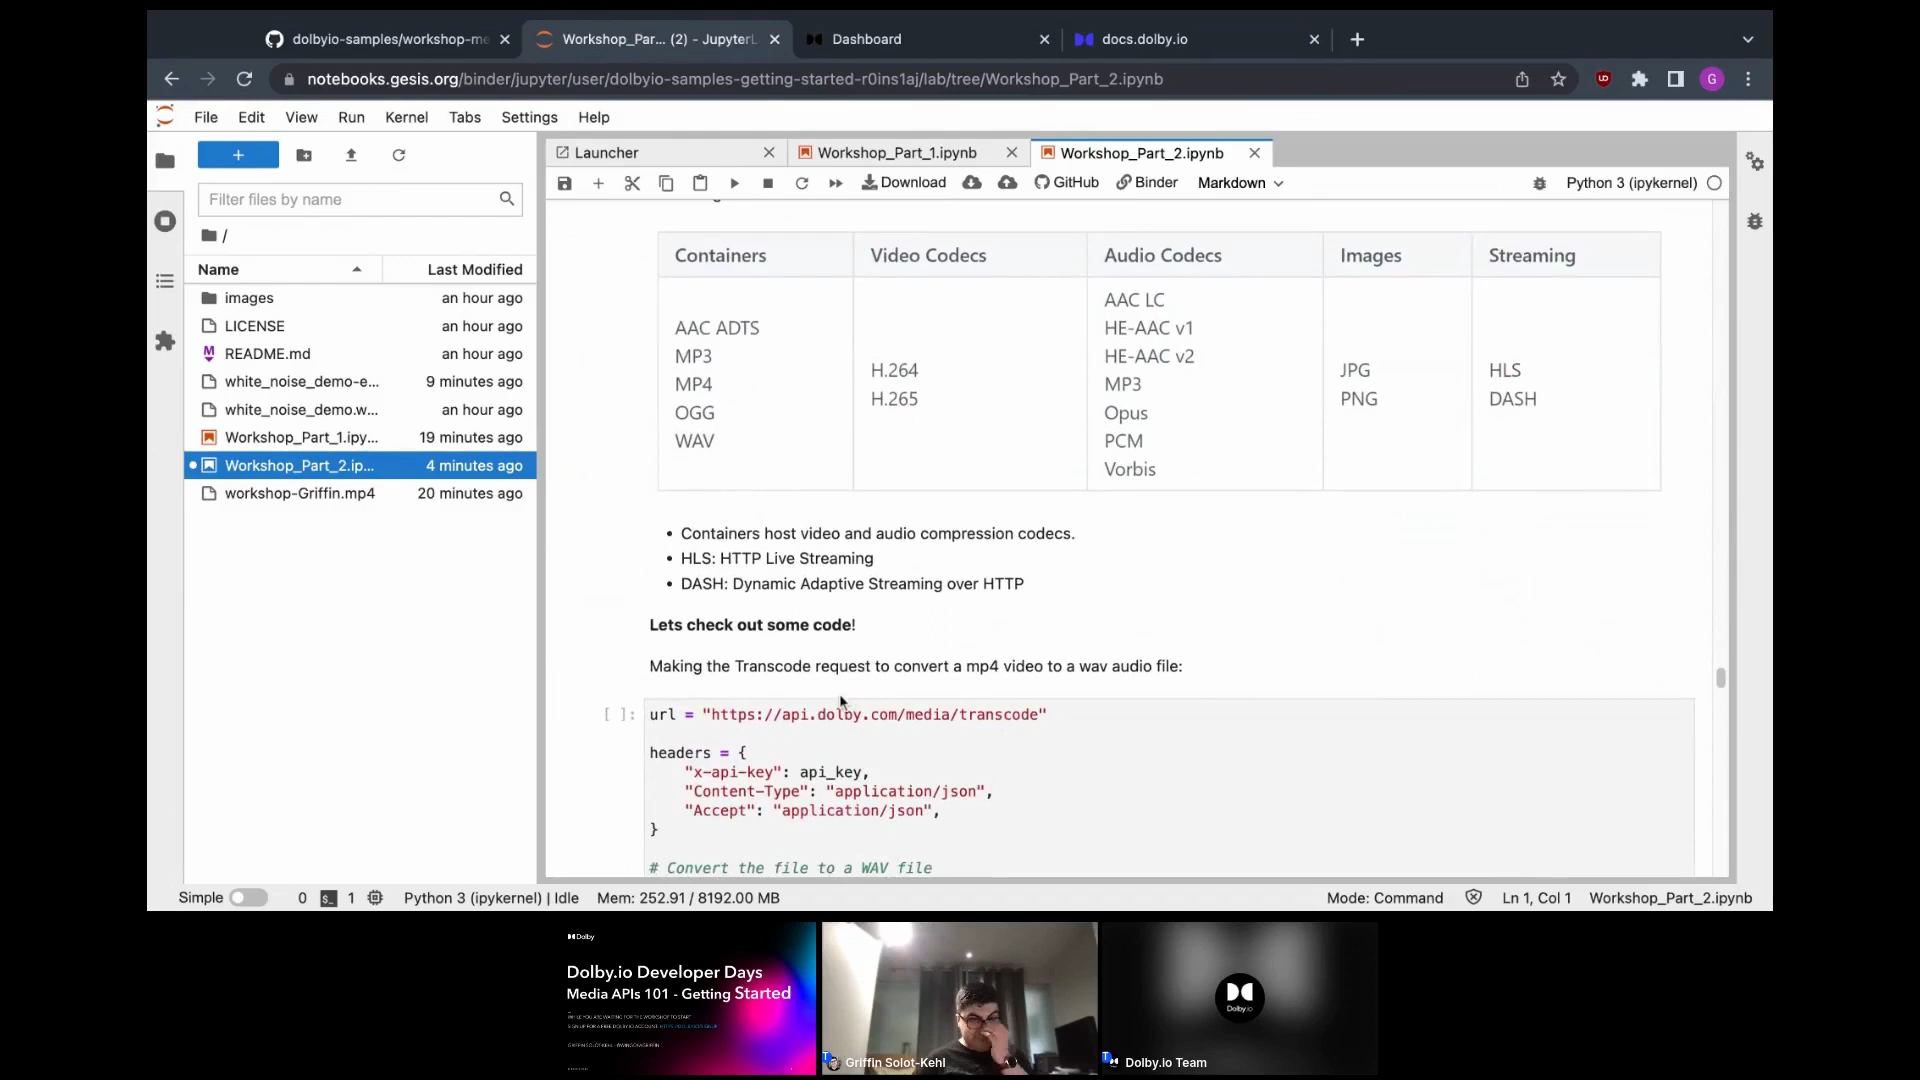 dolbyio-samples/workshop-me
Workshop_Par... (2) - JupyterL
Dashboard
docs.dolby.io
notebooks.gesis.org/binder/jupyter/user/dolbyio-samples-getting-started-r0ins1aj/lab/tree/Workshop_Part_2.ipynb
G
File Edit View Run Kernel Tabs Settings Help
Launcher
Workshop_Part_1.ipynb
Workshop_Part_2.ipynb
Download
GitHub
Binder
Markdown
Python 3 (ipykernel)
Filter files by name
/
Name Last Modified
images an hour ago
LICENSE an hour ago
README.md an hour ago
white_noise_demo-e... 9 minutes ago
white_noise_demo.w... an hour ago
Workshop_Part_1.ipy... 19 minutes ago
Workshop_Part_2.ip... 4 minutes ago
workshop-Griffin.mp4 20 minutes ago
Containers Video Codecs Audio Codecs Images Streaming
AAC ADTS
MP3
MP4
OGG
WAV
H.264
H.265
AAC LC
HE-AAC v1
HE-AAC v2
MP3
Opus
PCM
Vorbis
JPG
PNG
HLS
DASH
• Containers host video and audio compression codecs.
• HLS: HTTP Live Streaming
• DASH: Dynamic Adaptive Streaming over HTTP
Lets check out some code!
Making the Transcode request to convert a mp4 video to a wav audio file:
[ ]: url = "https://api.dolby.com/media/transcode"
headers = {
"x-api-key": api_key,
"Content-Type": "application/json",
"Accept": "application/json",
}
# Convert the file to a WAV file
Simple 0 1 Python 3 (ipykernel) | Idle Mem: 252.91 / 8192.00 MB Mode: Command Ln 1, Col 1 Workshop_Part_2.ipynb
Dolby
Dolby.io Developer Days
Media APIs 101 - Getting Started
WHILE YOU ARE WAITING FOR THE WORKSHOP TO START
Griffin Solot-Kehl
Dolby.io
Dolby.io Team